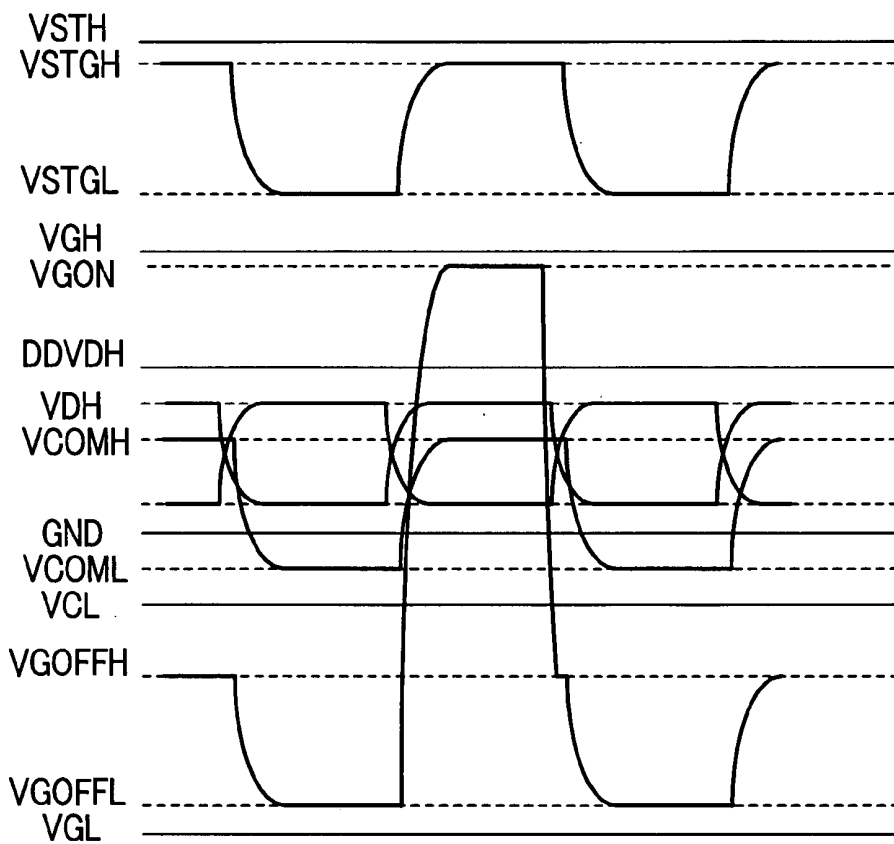 VSTH
VSTGH
VSTGL
VGH
VGON
DDVDH
VDH
VCOMH
GND
VCOML
VCL
VGOFFH
VGOFFL
VGL